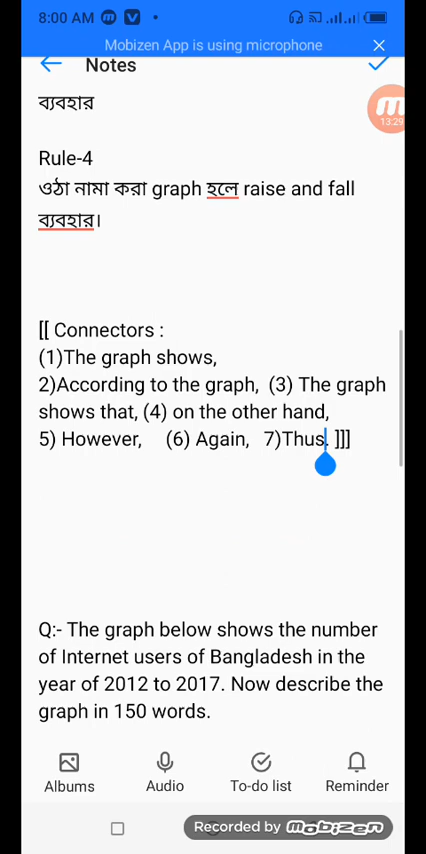 8:00 AM
Mobizen App is using microphone
Notes
13:29
ব্যবহার
Rule-4
ওঠা নামা করা graph হলে raise and fall
ব্যবহার।
[[ Connectors :
(1)The graph shows,
2)According to the graph, (3) The graph
shows that, (4) on the other hand,
5) However, (6) Again, 7)Thus. ]]]
Q:- The graph below shows the number
of Internet users of Bangladesh in the
year of 2012 to 2017. Now describe the
graph in 150 words.
Albums Audio To-do list Reminder
Recorded by mobizen